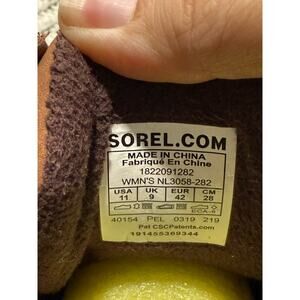 SOREL.COM
MADE IN CHINA
Fabriqué En Chine
1822091282
WMN'S NL3058-282
USA UK EUR CM
11 9 42 28
40154 PEL 0319 219
Pat CSCPatents.com
191455369344